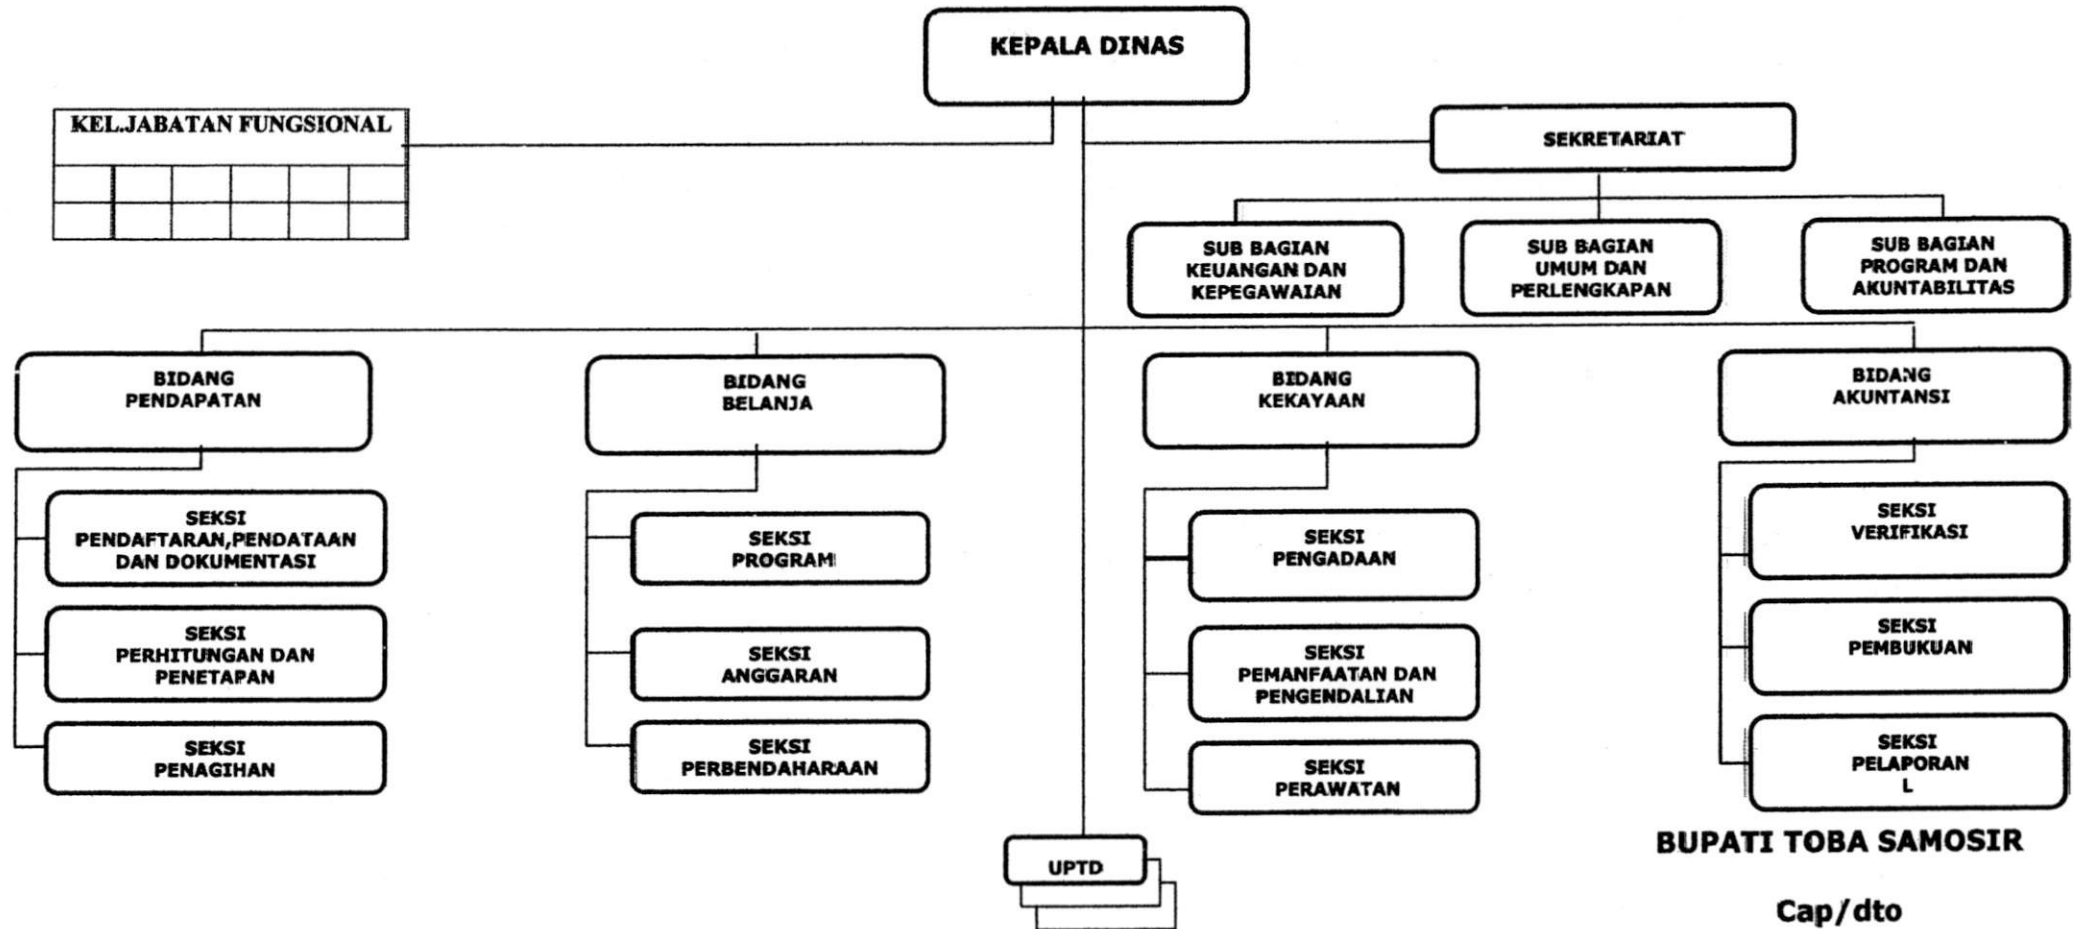 KEPALA DINAS
KEL.JABATAN FUNGSIONAL
SEKRETARIAT
SUB BAGIAN
KEUANGAN DAN
KEPEGAWAIAN
SUB BAGIAN
UMUM DAN
PERLENGKAPAN
SUB BAGIAN
PROGRAM DAN
AKUNTABILITAS
BIDANG
PENDAPATAN
BIDANG
BELANJA
BIDANG
KEKAYAAN
BIDANG
AKUNTANSI
SEKSI
PENDAFTARAN,PENDATAAN
DAN DOKUMENTASI
SEKSI
PERHITUNGAN DAN
PENETAPAN
SEKSI
PENAGIHAN
SEKSI
PROGRAM
SEKSI
ANGGARAN
SEKSI
PERBENDAHARAAN
SEKSI
PENGADAAN
SEKSI
PEMANFAATAN DAN
PENGENDALIAN
SEKSI
PERAWATAN
SEKSI
VERIFIKASI
SEKSI
PEMBUKUAN
SEKSI
PELAPORAN
L
UPTD
BUPATI TOBA SAMOSIR
Cap/dto